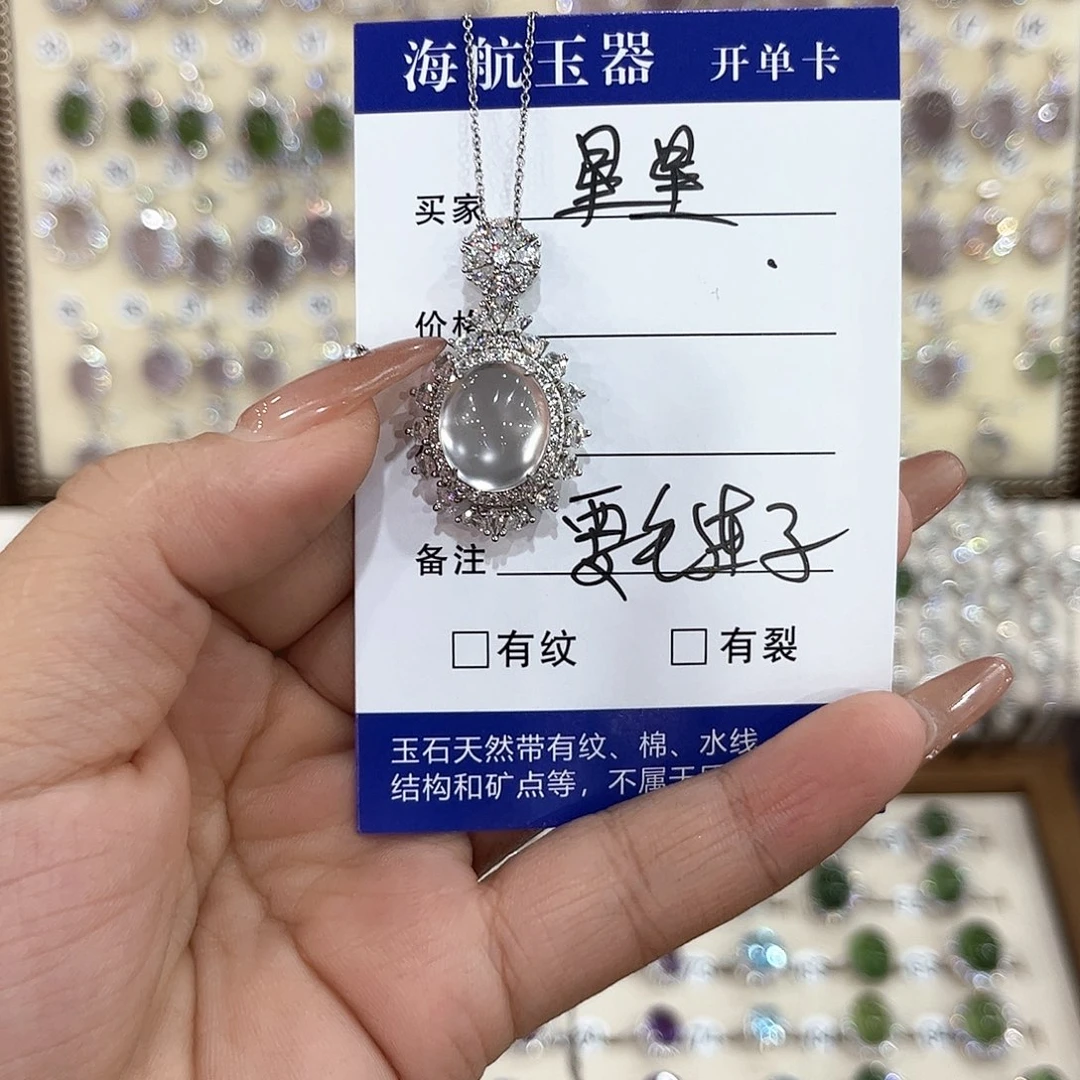 海航玉器 开单卡
买家 星星
价格
备注 要毛链子
□有纹 □有裂
玉石天然带有纹、棉、水线
结构和矿点等，不属于